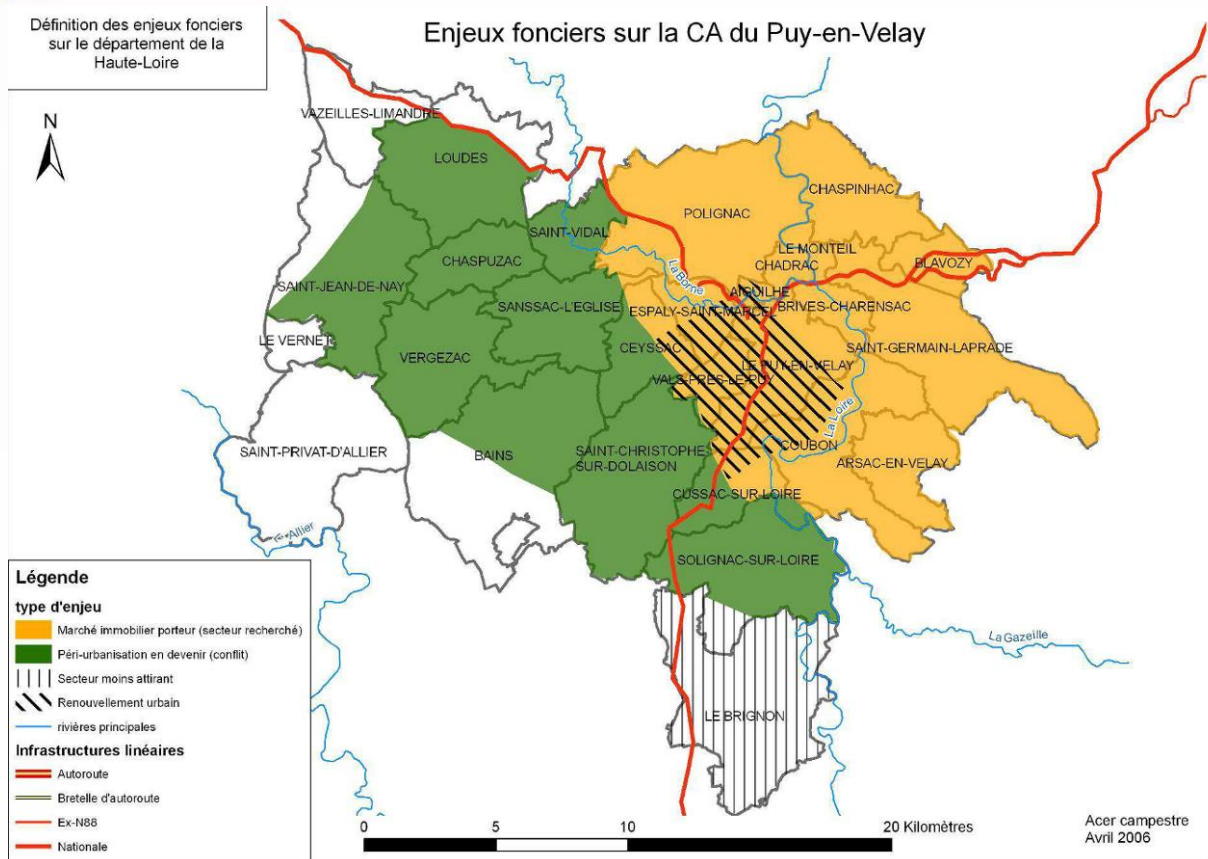 Définition des enjeux fonciers
sur le département de la
Haute-Loire
Enjeux fonciers sur la CA du Puy-en-Velay
N
VAZEILLES-LIMANDRE
LOUDES
CHASPINHAC
POLIGNAC
SAINT-VIDAL
LE MONTEIL
CHASPUZAC
La Borne
CHADRAC
BLAVOZY
SAINT-JEAN-DE-NAY
AIGUILHE
SANSSAC-L'EGLISE
ESPALY-SAINT-MARCEL
BRIVES-CHARENSAC
LE VERNET
CEYSSAC
SAINT-GERMAIN-LAPRADE
VERGEZAC
LE PUY-EN-VELAY
VALS-PRES-LE-PUY
La Loire
SAINT-PRIVAT-D'ALLIER
BAINS
SAINT-CHRISTOPHE
SUR-DOLAISON
COUBON
ARSAC-EN-VELAY
CUSSAC-SUR-LOIRE
L'Allier
SOLIGNAC-SUR-LOIRE
La Gazeille
LE BRIGNON
Légende
type d'enjeu
Marché immobilier porteur (secteur recherché)
Péri-urbanisation en devenir (conflit)
Secteur moins attirant
Renouvellement urbain
rivières principales
Infrastructures linéaires
Autoroute
Bretelle d'autoroute
Ex-N88
Nationale
0 5 10 20 Kilomètres
Acer campestre
Avril 2006